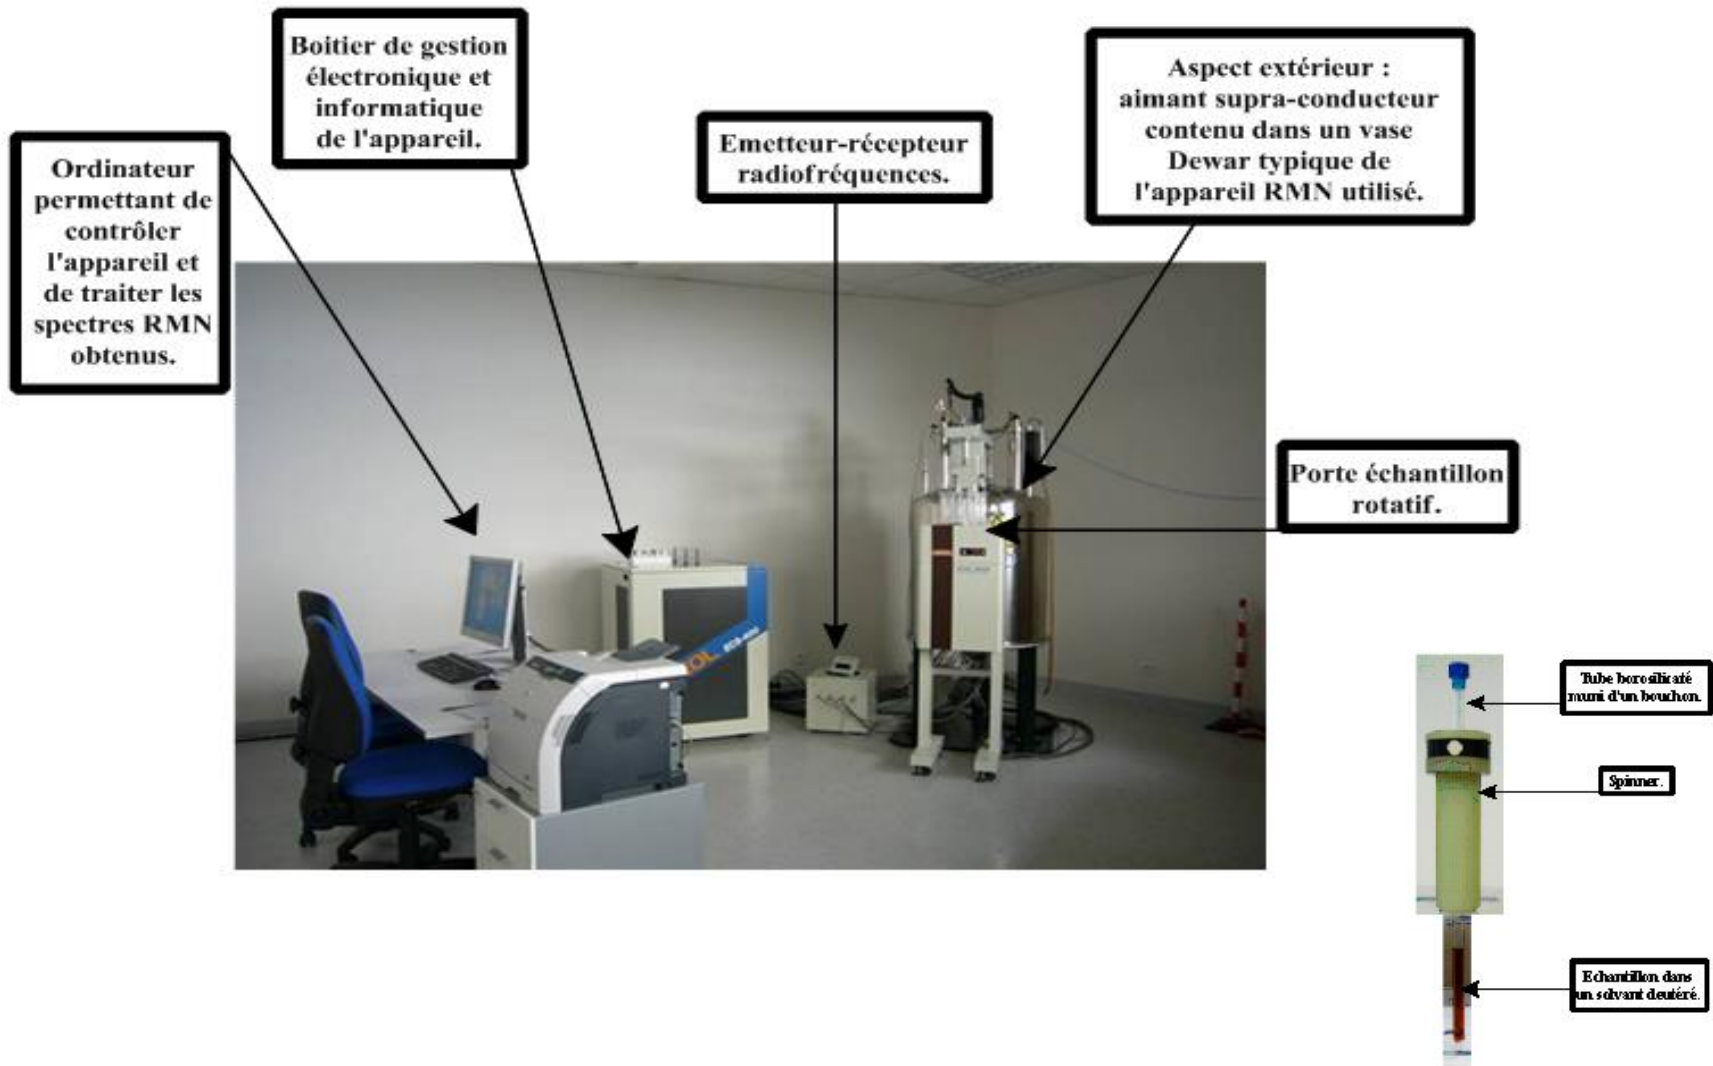 Boitier de gestion
électronique et
informatique
de l'appareil.
Aspect extérieur :
aimant supra-conducteur
contenu dans un vase
Dewar typique de
l'appareil RMN utilisé.
Emetteur-récepteur
radiofréquences.
Ordinateur
permettant de
contrôler
l'appareil et
de traiter les
spectres RMN
obtenus.
Porte échantillon
rotatif.
ECS-400
Tube borosilicaté
muni d'un bouchon.
Spinner.
Echantillon dans
un solvant deutéré.